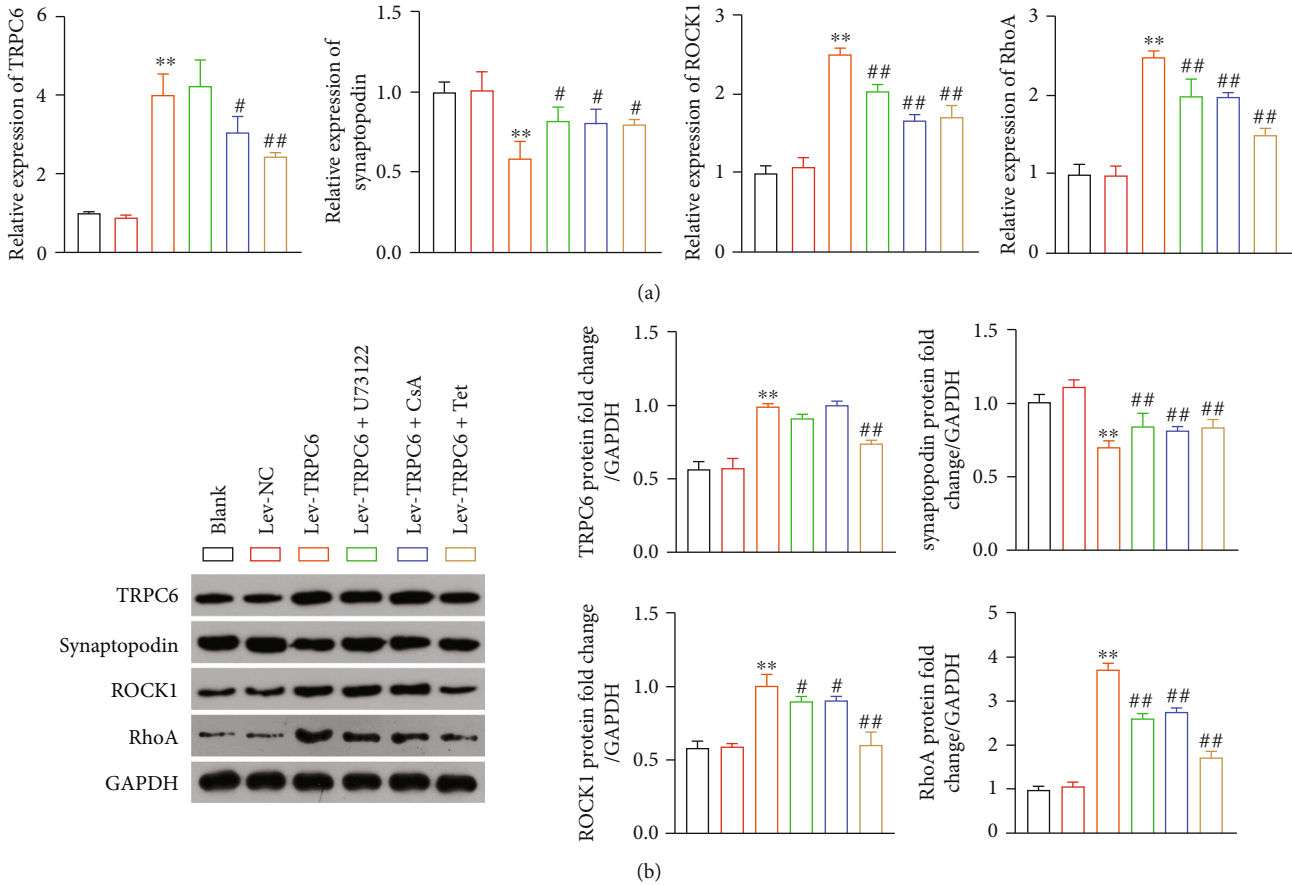 Relative expression of TRPC6
6
4
2
0
**
#
##
Relative expression of
synaptopodin
1.5
1.0
0.5
0.0
**
#
#
#
Relative expression of ROCK1
3
2
1
0
**
##
##
##
Relative expression of RhoA
3
2
1
0
**
##
##
##
(a)
Blank
Lev-NC
Lev-TRPC6
Lev-TRPC6 + U73122
Lev-TRPC6 + CsA
Lev-TRPC6 + Tet
TRPC6
Synaptopodin
ROCK1
RhoA
GAPDH
TRPC6 protein fold change
/GAPDH
1.5
1.0
0.5
0.0
**
##
synaptopodin protein fold
change/GAPDH
1.5
1.0
0.5
0.0
**
##
##
##
ROCK1 protein fold change
/GAPDH
1.5
1.0
0.5
0.0
**
#
#
##
RhoA protein fold
change/GAPDH
5
4
3
2
1
0
**
##
##
##
(b)